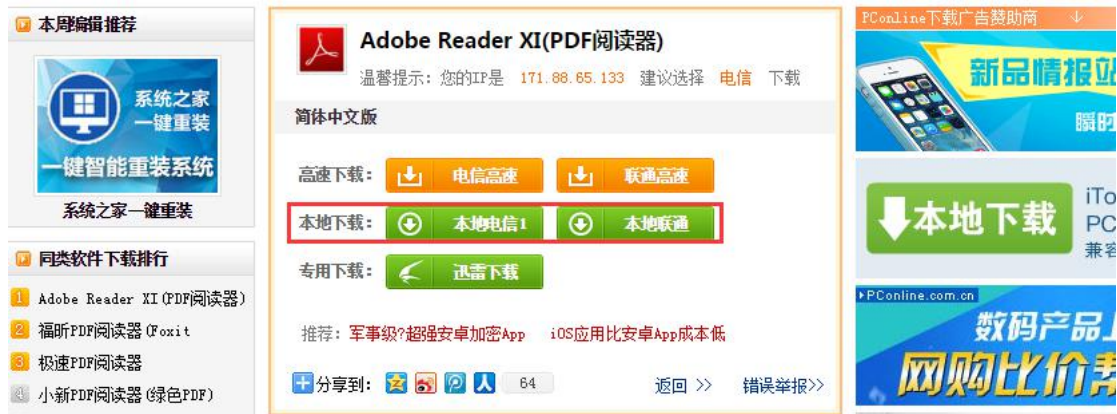 本周编辑推荐
系统之家
一键重装
一键智能重装系统
系统之家一键重装
同类软件下载排行
1 Adobe Reader XI(PDF阅读器)
2 福昕PDF阅读器(Foxit
3 极速PDF阅读器
4 小新PDF阅读器(绿色PDF)
Adobe Reader XI(PDF阅读器)
温馨提示: 您的IP是 171.88.65.133 建议选择 电信 下载
简体中文版
高速下载: 电信高速 联通高速
本地下载: 本地电信1 本地联通
专用下载: 迅雷下载
推荐: 军事级?超强安卓加密App iOS应用比安卓App成本低
分享到: 64 返回 >> 错误举报>>
PConline下载广告赞助商 ↓
新品情报站
瞬时
本地下载
iTo
PC
兼容
PConline.com.cn
数码产品上
网购比价